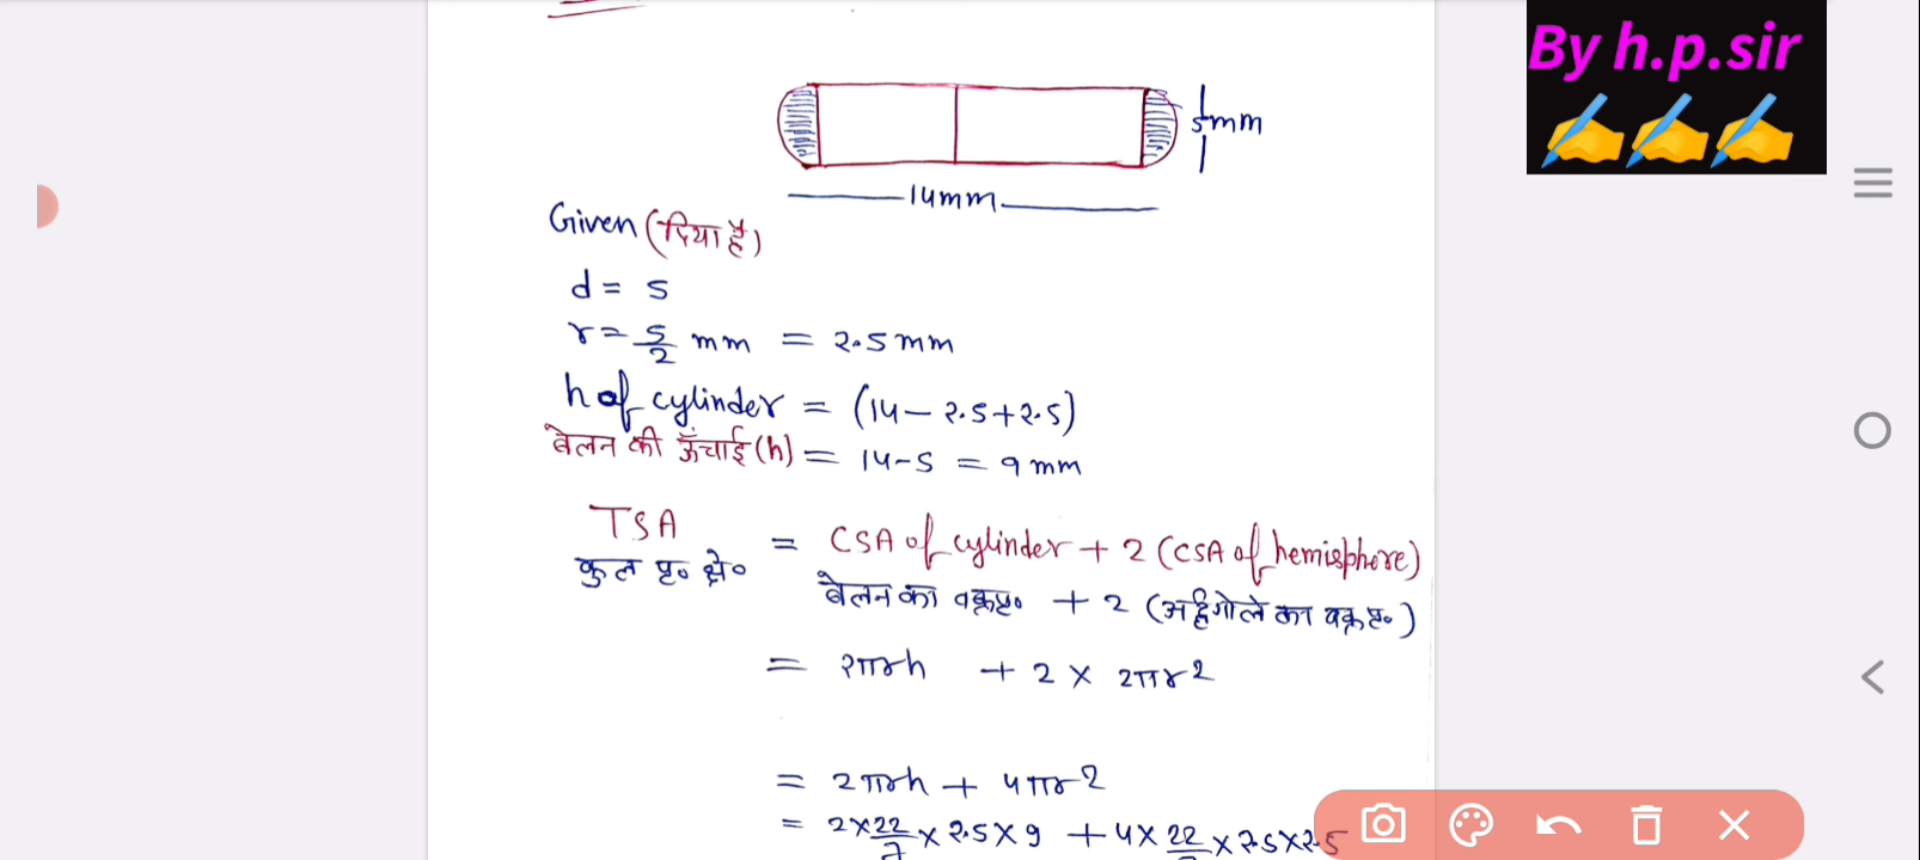 By h.p.sir
5mm
14mm
Given (दिया है)
d = 5
r = 5/2 mm = 2.5mm
h of cylinder = (14 - 2.5+2.5)
बेलन की ऊँचाई (h) = 14-5 = 9 mm
TSA = CSA of cylinder + 2 (CSA of hemisphere)
कुल पृ० क्षे० बेलन का वक्रपृ० + 2 (अर्द्धगोले का वक्रपृ०)
= 2πrh + 2 × 2πr²
= 2πrh + 4πr²
= 2×22/7 × 2.5×9 + 4×22/7 × 2.5×2.5